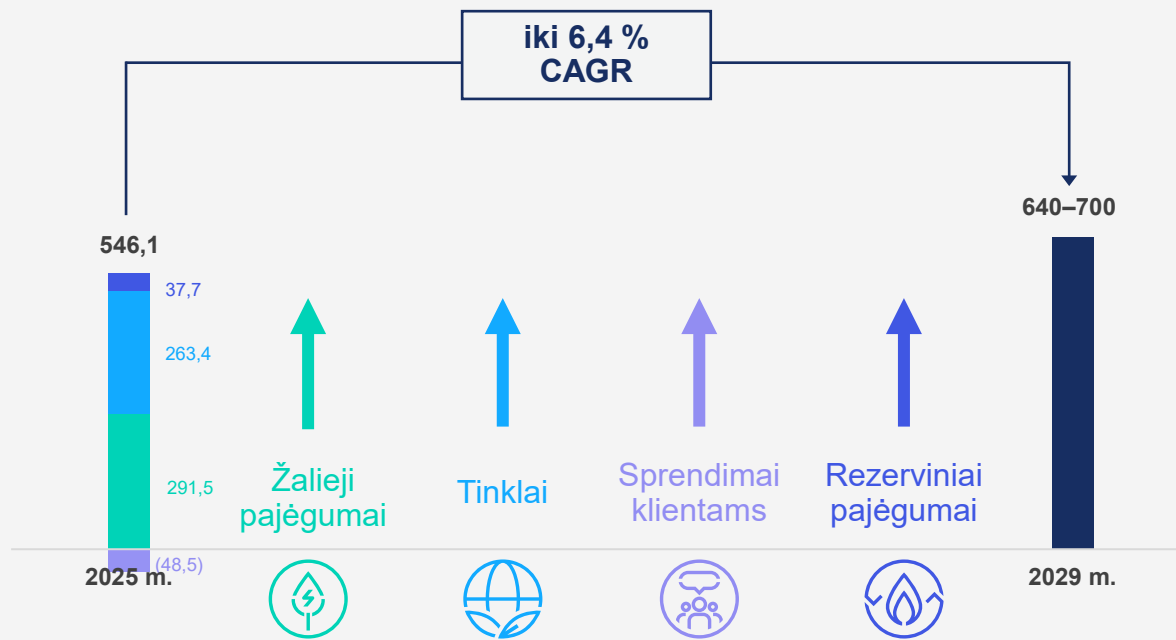 iki 6,4 %
CAGR
640–700
546,1
37,7
263,4
291,5
(48,5)
Žalieji
pajėgumai
Tinklai
Sprendimai
klientams
Rezerviniai
pajėgumai
2025 m.
2029 m.